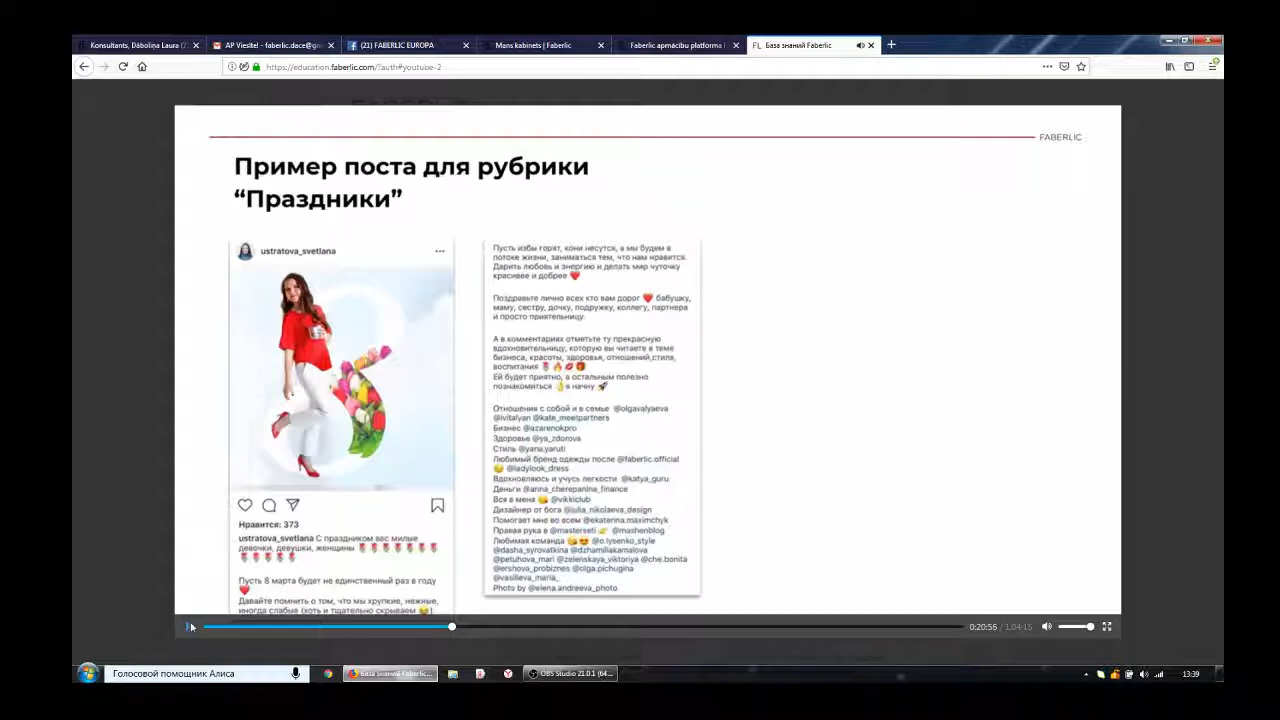 Konsultants, Dāboliņa Laura (7
AP Viesīte! - faberlic.dace@gm
(21) FABERLIC EUROPA
Mans kabinets | Faberlic
Faberlic apmācību platforma
FL База знаний Faberlic
https://education.faberlic.com/?auth#youtube-2
FABERLIC
Пример поста для рубрики
“Праздники”
ustratova_svetlana
Нравится: 373
ustratova_svetlana С праздником вас милые
девочки, девушки, женщины
Пусть 8 марта будет не единственный раз в году
Давайте помнить о том, что мы хрупкие, нежные,
иногда слабые (хоть и тщательно скрываем
Пусть избы горят, кони несутся, а мы будем в
потоке жизни, заниматься тем, что нам нравится.
Дарить любовь и энергию и делать мир чуточку
красивее и добрее
Поздравьте лично всех кто вам дорог бабушку,
маму, сестру, дочку, подружку, коллегу, партнера
и просто приятельницу.
А в комментариях отметьте ту прекрасную
вдохновительницу, которую вы читаете в теме
бизнеса, красоты, здоровья, отношений,стиля,
воспитания
Ей будет приятно, а остальным полезно
познакомиться я начну
Отношения с собой и в семье @olgavalyaeva
@ivitalyan @kate_meetpartners
Бизнес @azarenokpro
Здоровье @ya_zdorova
Стиль @yana.yaruti
Любимый бренд одежды после @faberlic.official
@ladylook_dress
Вдохновляюсь и учусь легкости @katya_guru
Деньги @anna_cherepanina_finance
Вся в меня @vikkiclub
Дизайнер от бога @iulia_nikolaeva_design
Помогает мне во всем @ekaterina.maximchyk
Правая рука в @masterseti @mashenblog
Любимая команда @o.lysenko_style
@dasha_syrovatkina @dzhamiliakamalova
@petuhova_mari @zelenskaya_viktoriya @che.bonita
@ershova_probiznes @olga.pichugina
@vasilieva_maria_
Photo by @elena.andreeva_photo
0:20:56 / 1:04:15
Голосовой помощник Алиса
База знаний Faberlic...
OBS Studio 21.0.1 (64...
13:39